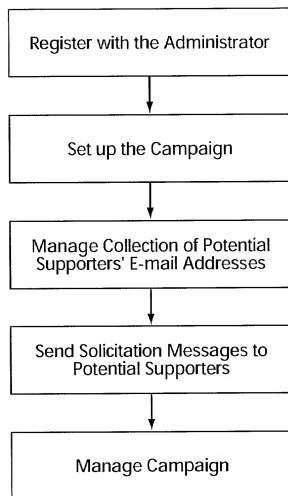 Register with the Administrator
Set up the Campaign
Manage Collection of Potential
Supporters' E-mail Addresses
Send Solicitation Messages to
Potential Supporters
Manage Campaign